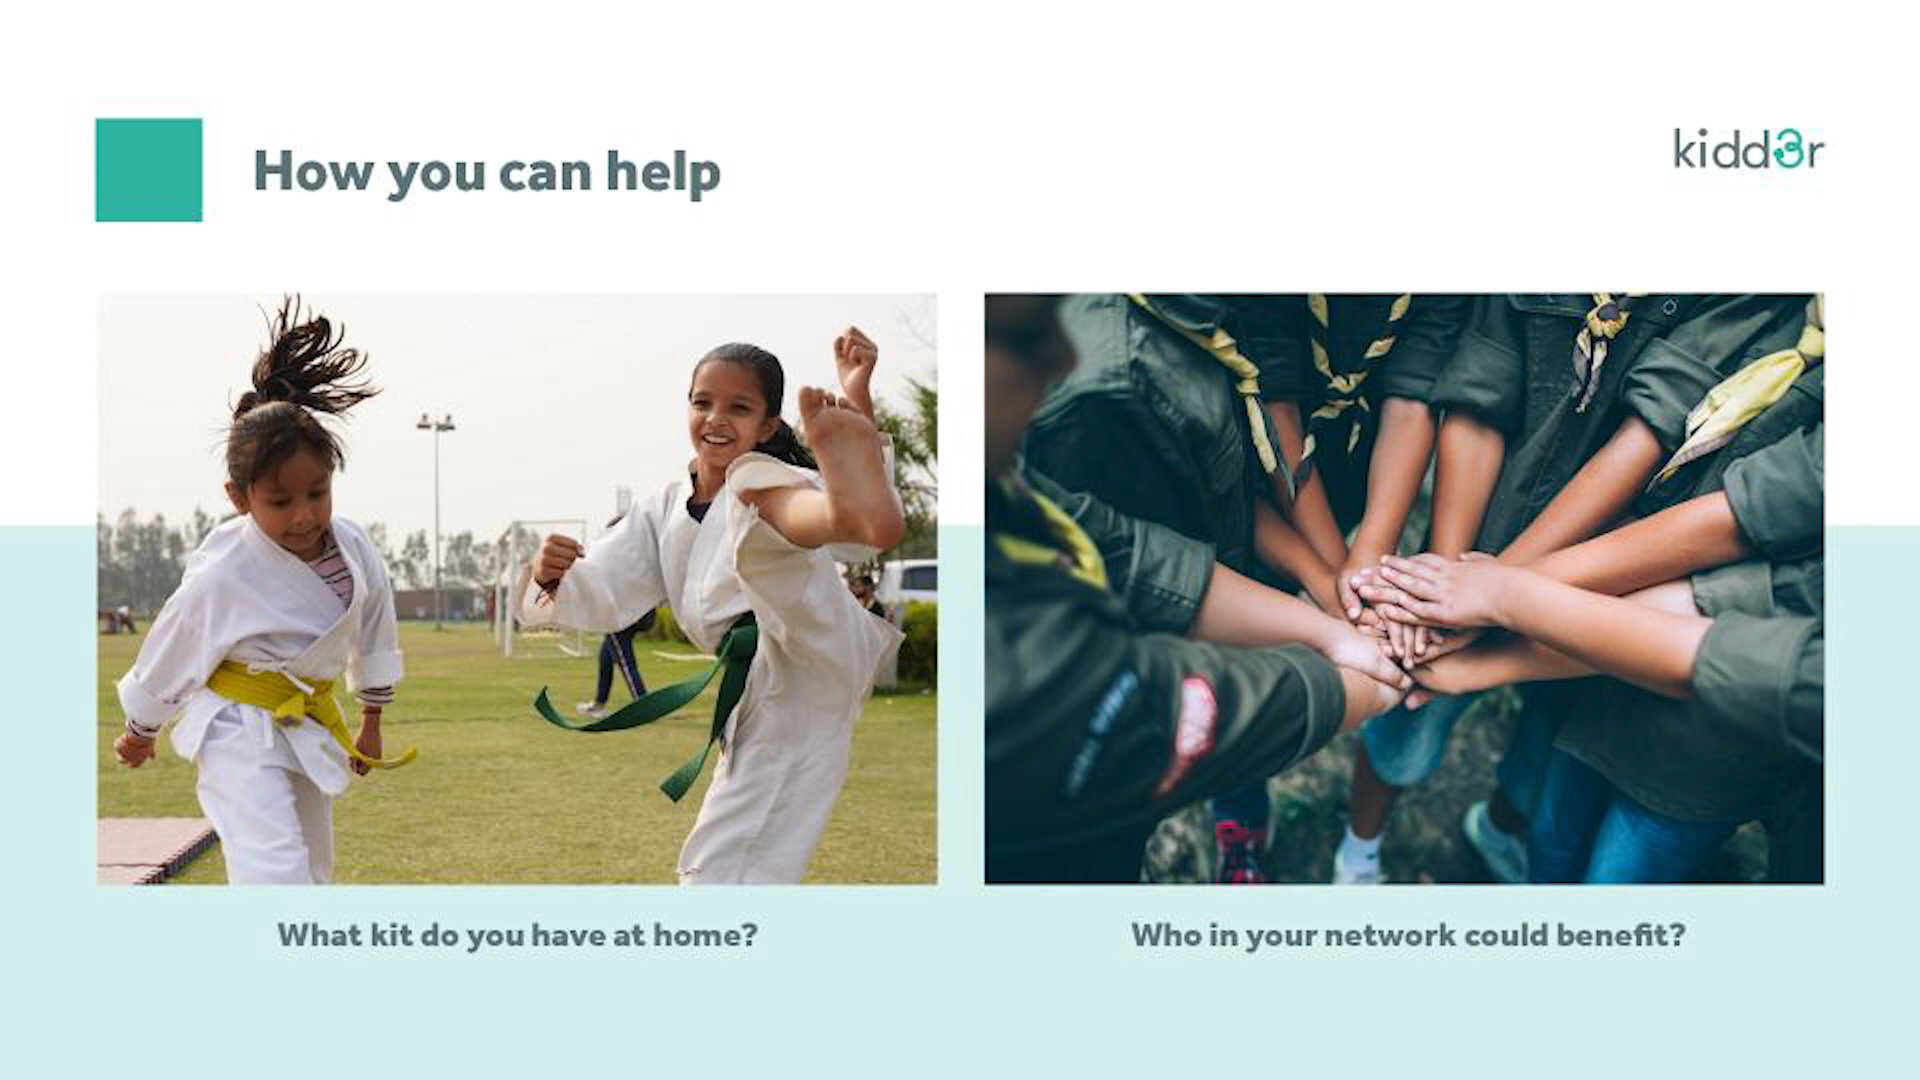 How you can help
kidd3r
What kit do you have at home?
Who in your network could benefit?